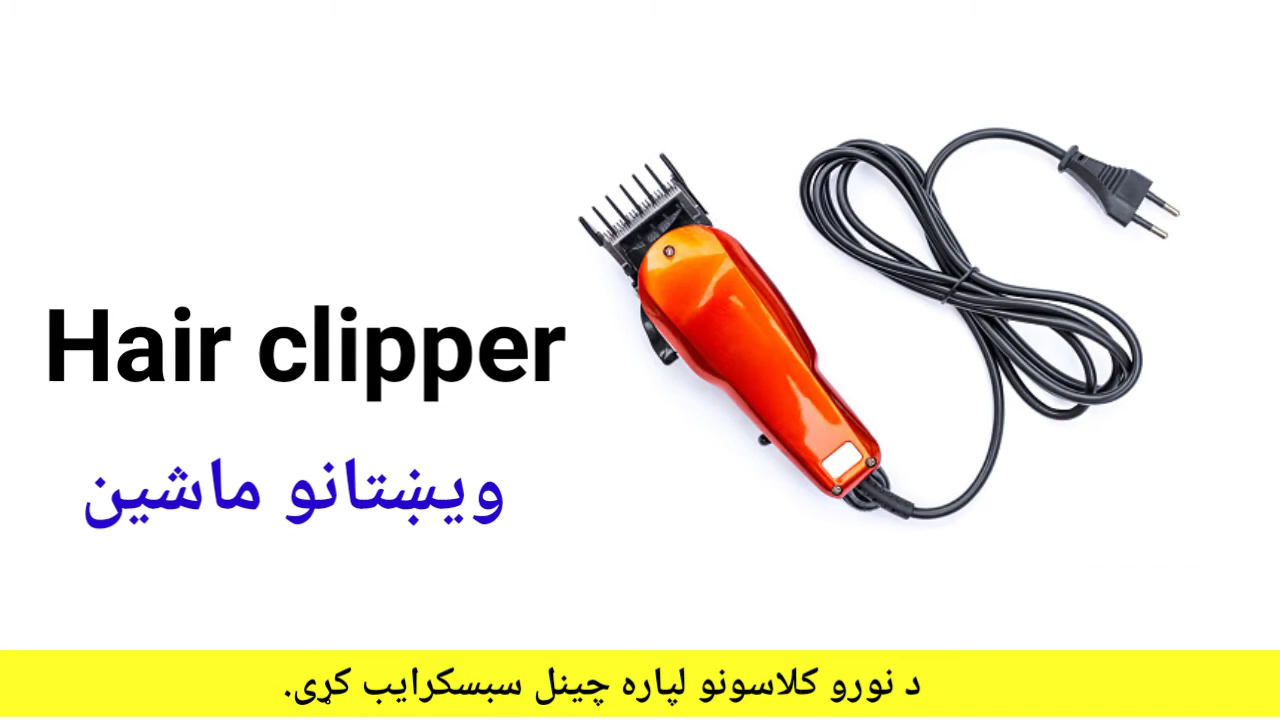 Hair clipper
ویښتانو ماشین
د نورو کلاسونو لپاره چینل سبسکرایب کړی.